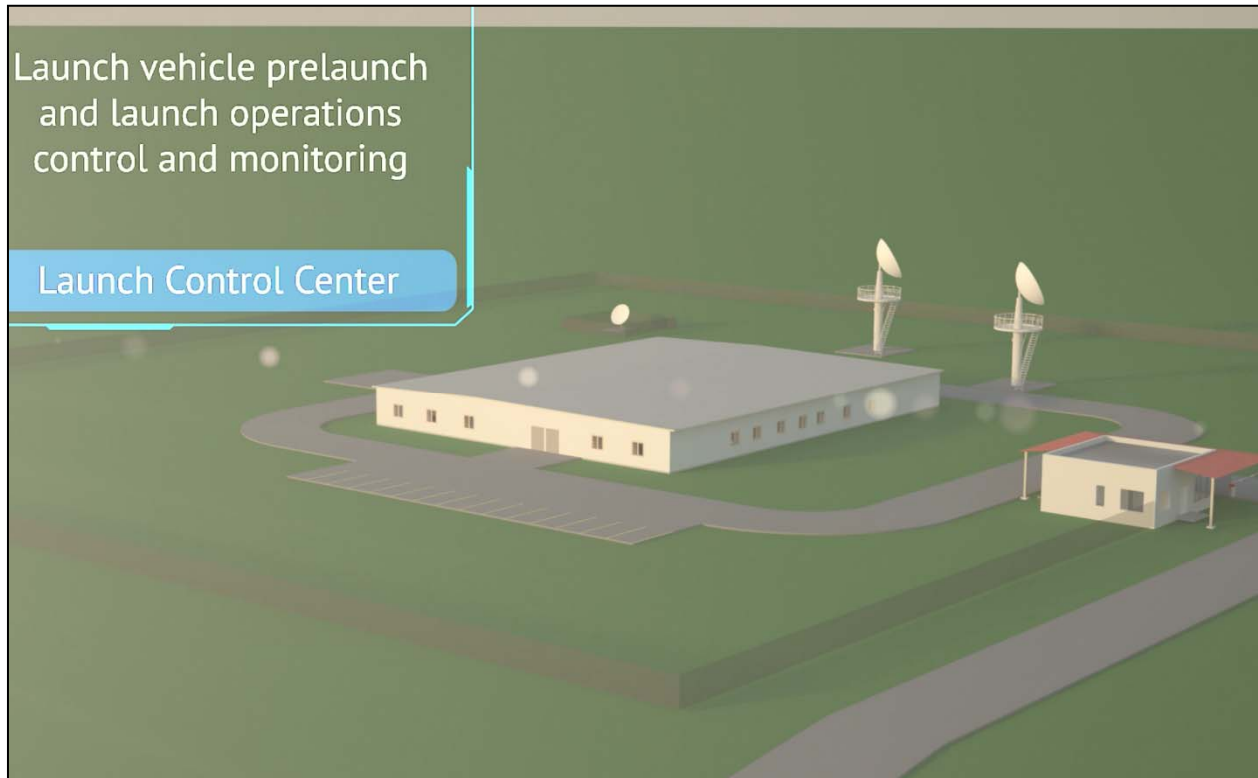 Launch vehicle prelaunch
and launch operations
control and monitoring
Launch Control Center